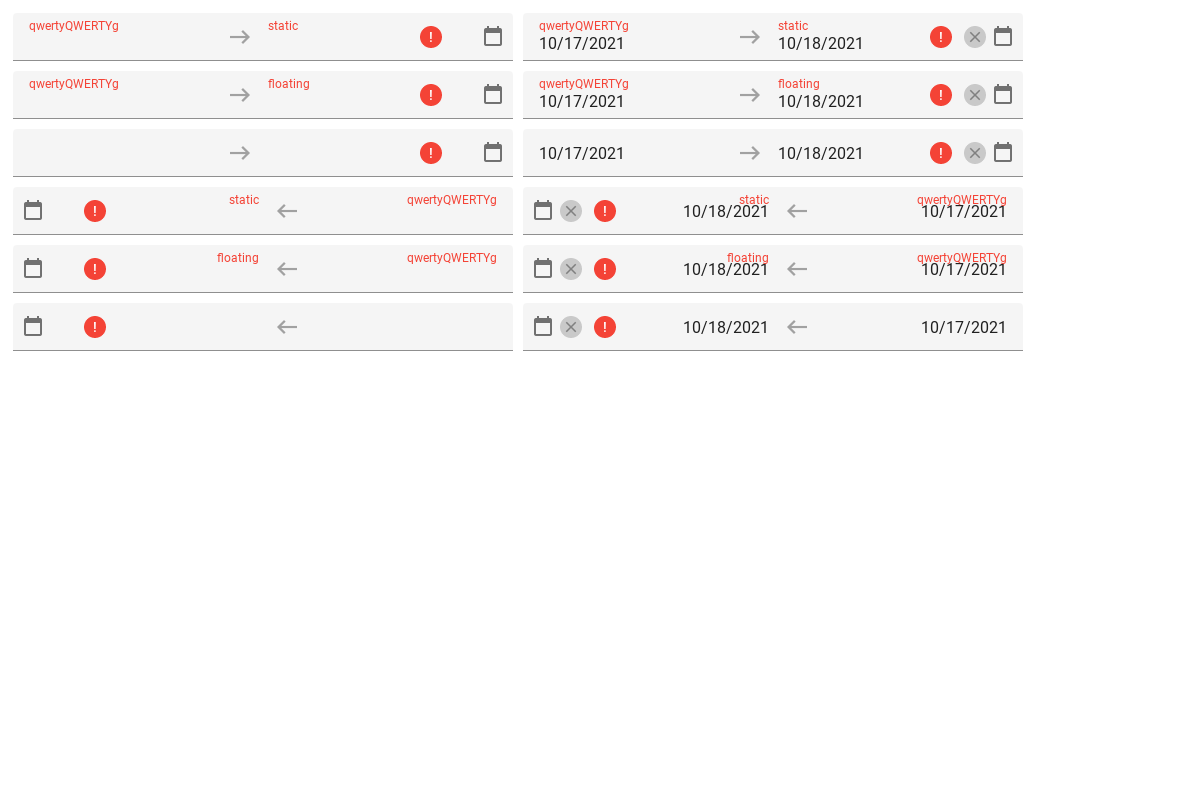 qwertyQWERTYg static qwertyQWERTYg static
10/17/2021 10/18/2021
qwertyQWERTYg floating qwertyQWERTYg floating
10/17/2021 10/18/2021
10/17/2021 10/18/2021
static qwertyQWERTYg static qwertyQWERTYg
10/18/2021 10/17/2021
floating qwertyQWERTYg floating qwertyQWERTYg
10/18/2021 10/17/2021
10/18/2021 10/17/2021